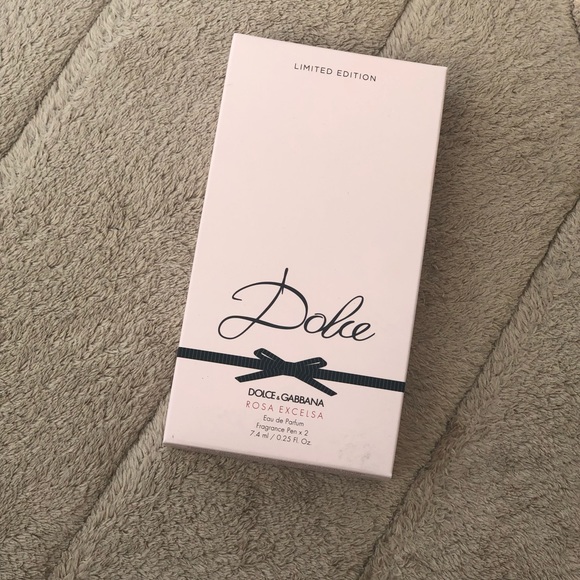 LIMITED EDITION
Dolce
DOLCE & GABBANA
ROSA EXCELSA
Eau de Parfum
Fragrance Pen x 2
7.4 ml / 0.25 Fl. Oz.